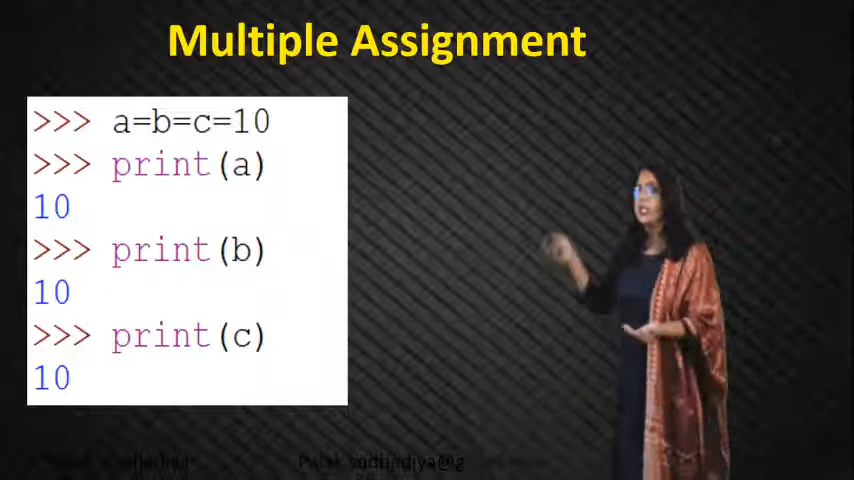 Multiple Assignment
>>> a=b=c=10
>>> print(a)
10
>>> print(b)
10
>>> print(c)
10